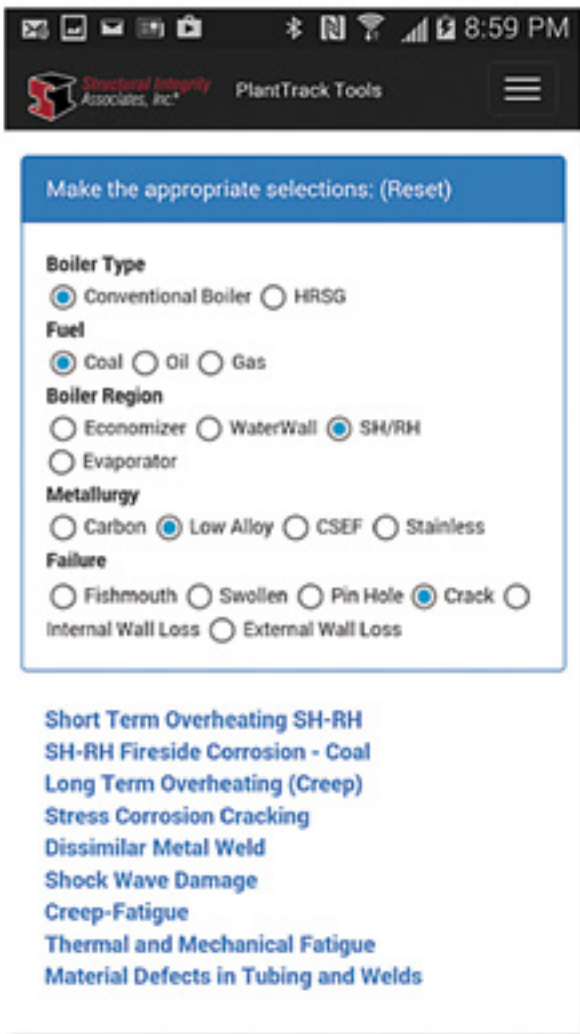 8:59 PM
Structural Integrity
Associates, Inc.®
PlantTrack Tools
Make the appropriate selections: (Reset)
Boiler Type
Conventional Boiler HRSG
Fuel
Coal Oil Gas
Boiler Region
Economizer WaterWall SH/RH
Evaporator
Metallurgy
Carbon Low Alloy CSEF Stainless
Failure
Fishmouth Swollen Pin Hole Crack
Internal Wall Loss External Wall Loss
Short Term Overheating SH-RH
SH-RH Fireside Corrosion - Coal
Long Term Overheating (Creep)
Stress Corrosion Cracking
Dissimilar Metal Weld
Shock Wave Damage
Creep-Fatigue
Thermal and Mechanical Fatigue
Material Defects in Tubing and Welds